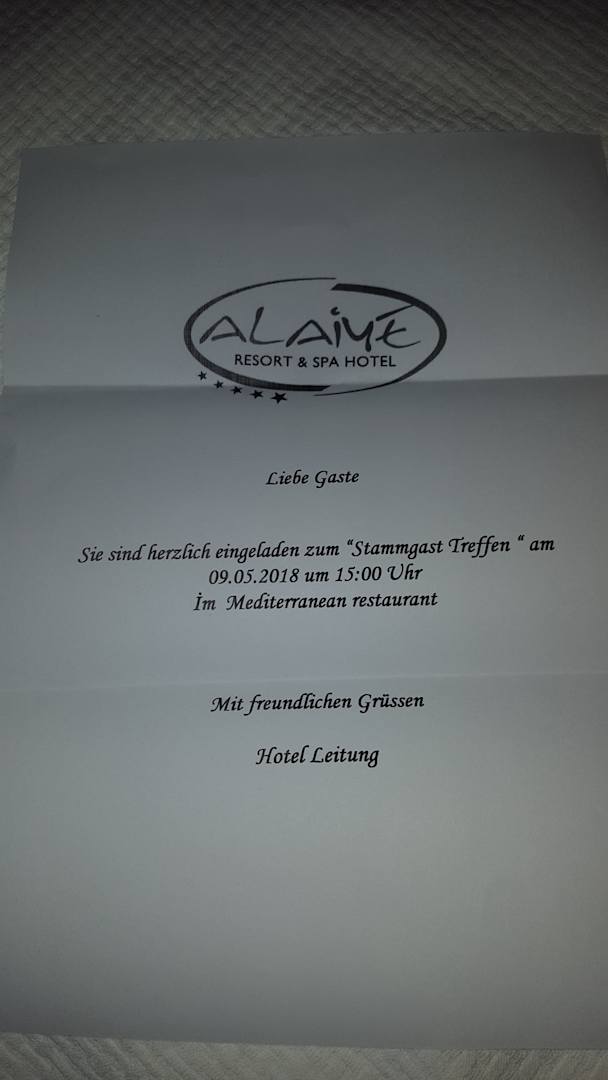 ALAiYE
RESORT & SPA HOTEL
Liebe Gaste
Sie sind herzlich eingeladen zum “Stammgast Treffen “ am
09.05.2018 um 15:00 Uhr
İm Mediterranean restaurant
Mit freundlichen Grüssen
Hotel Leitung